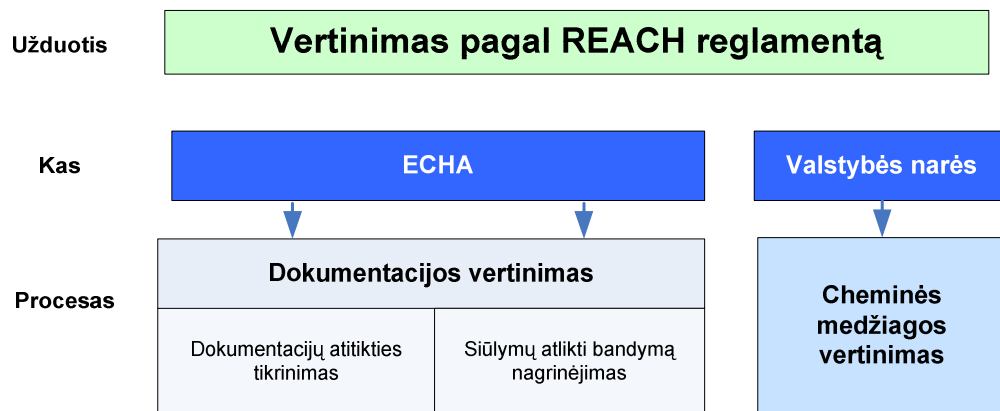 Užduotis
Vertinimas pagal REACH reglamentą
Kas
ECHA
Valstybės narės
Procesas
Dokumentacijos vertinimas
Dokumentacijų atitikties
tikrinimas
Siūlymų atlikti bandymą
nagrinėjimas
Cheminės
medžiagos
vertinimas